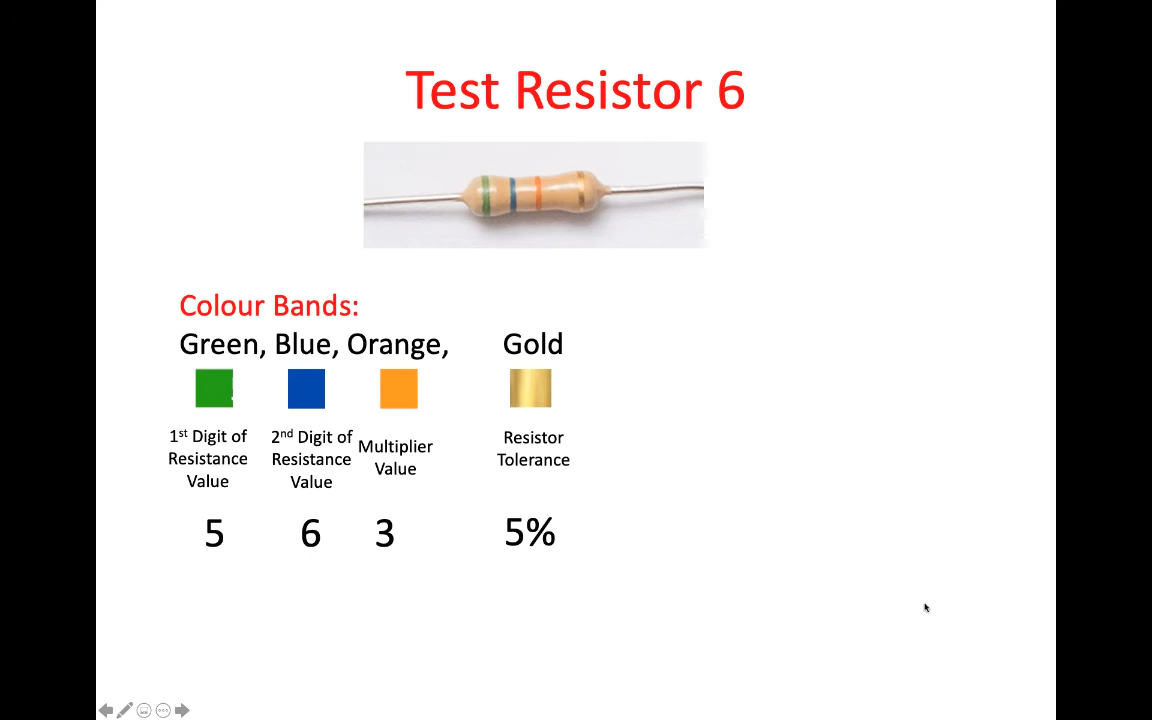 Test Resistor 6
Colour Bands:
Green, Blue, Orange, Gold
1st Digit of Resistance Value
2nd Digit of Resistance Value
Multiplier Value
Resistor Tolerance
5 6 3 5%